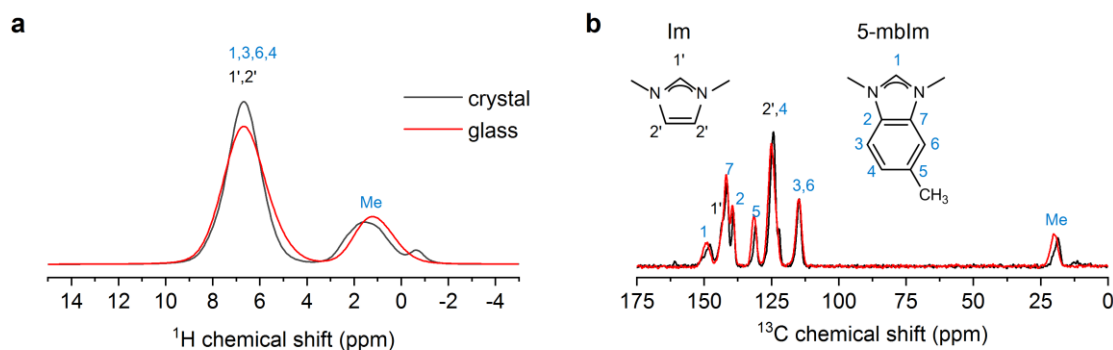 a
1,3,6,4
1',2'
crystal
glass
Me
15 14 12 10 8 6 4 2 0 -2 -4
¹H chemical shift (ppm)
b
Im
5-mbIm
1'
1
N N
N N
2' 2'
2 7
3 6
4 5
CH₃
2',4
7
1' 2
5
3,6
1
Me
175 150 125 100 75 50 25 0
¹³C chemical shift (ppm)